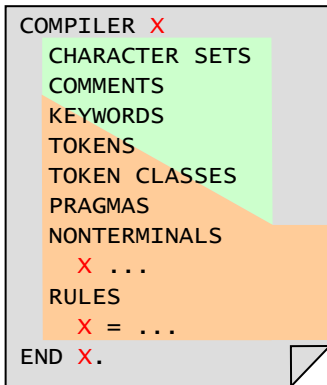 COMPILER X
CHARACTER SETS
COMMENTS
KEYWORDS
TOKENS
TOKEN CLASSES
PRAGMAS
NONTERMINALS
X ...
RULES
X = ...
END X.